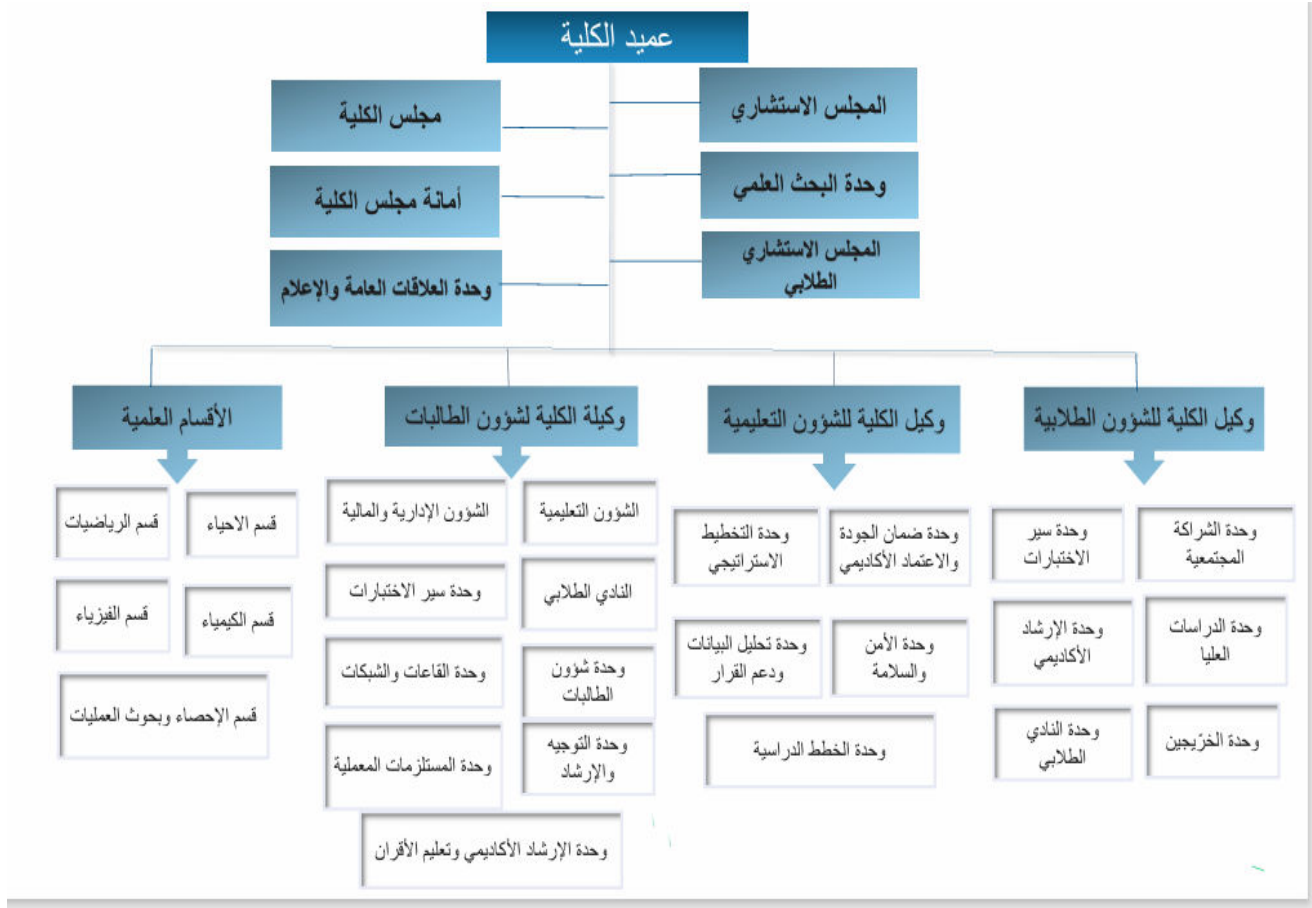 عميد الكلية
المجلس الاستشاري
مجلس الكلية
وحدة البحث العلمي
أمانة مجلس الكلية
المجلس الاستشاري
الطلابي
وحدة العلاقات العامة والإعلام
وكيل الكلية للشؤون الطلابية
وحدة الشراكة
المجتمعية
وحدة سير
الاختبارات
وحدة الدراسات
العليا
وحدة الإرشاد
الأكاديمي
وحدة الخرّيجين
وحدة النادي
الطلابي
وكيل الكلية للشؤون التعليمية
وحدة ضمان الجودة
والاعتماد الأكاديمي
وحدة التخطيط
الاستراتيجي
وحدة الأمن
والسلامة
وحدة تحليل البيانات
ودعم القرار
وحدة الخطط الدراسية
وكيلة الكلية لشؤون الطالبات
الشؤون التعليمية
الشؤون الإدارية والمالية
النادي الطلابي
وحدة سير الاختبارات
وحدة شؤون
الطالبات
وحدة القاعات والشبكات
وحدة التوجيه
والإرشاد
وحدة المستلزمات المعملية
وحدة الإرشاد الأكاديمي وتعليم الأقران
الأقسام العلمية
قسم الاحياء
قسم الرياضيات
قسم الكيمياء
قسم الفيزياء
قسم الإحصاء وبحوث العمليات